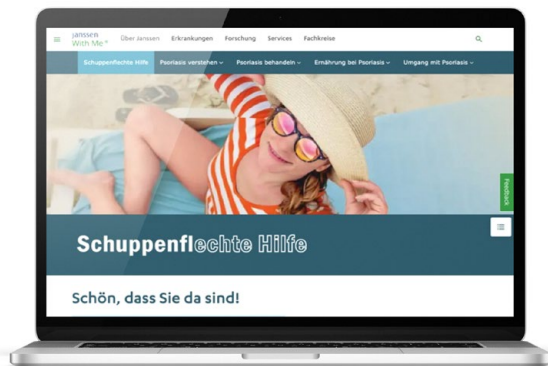 janssen
With Me®
Über Janssen Erkrankungen Forschung Services Fachkreise
Schuppenflechte Hilfe Psoriasis verstehen Psoriasis behandeln Ernährung bei Psoriasis Umgang mit Psoriasis
Feedback
Schuppenflechte Hilfe
Schön, dass Sie da sind!